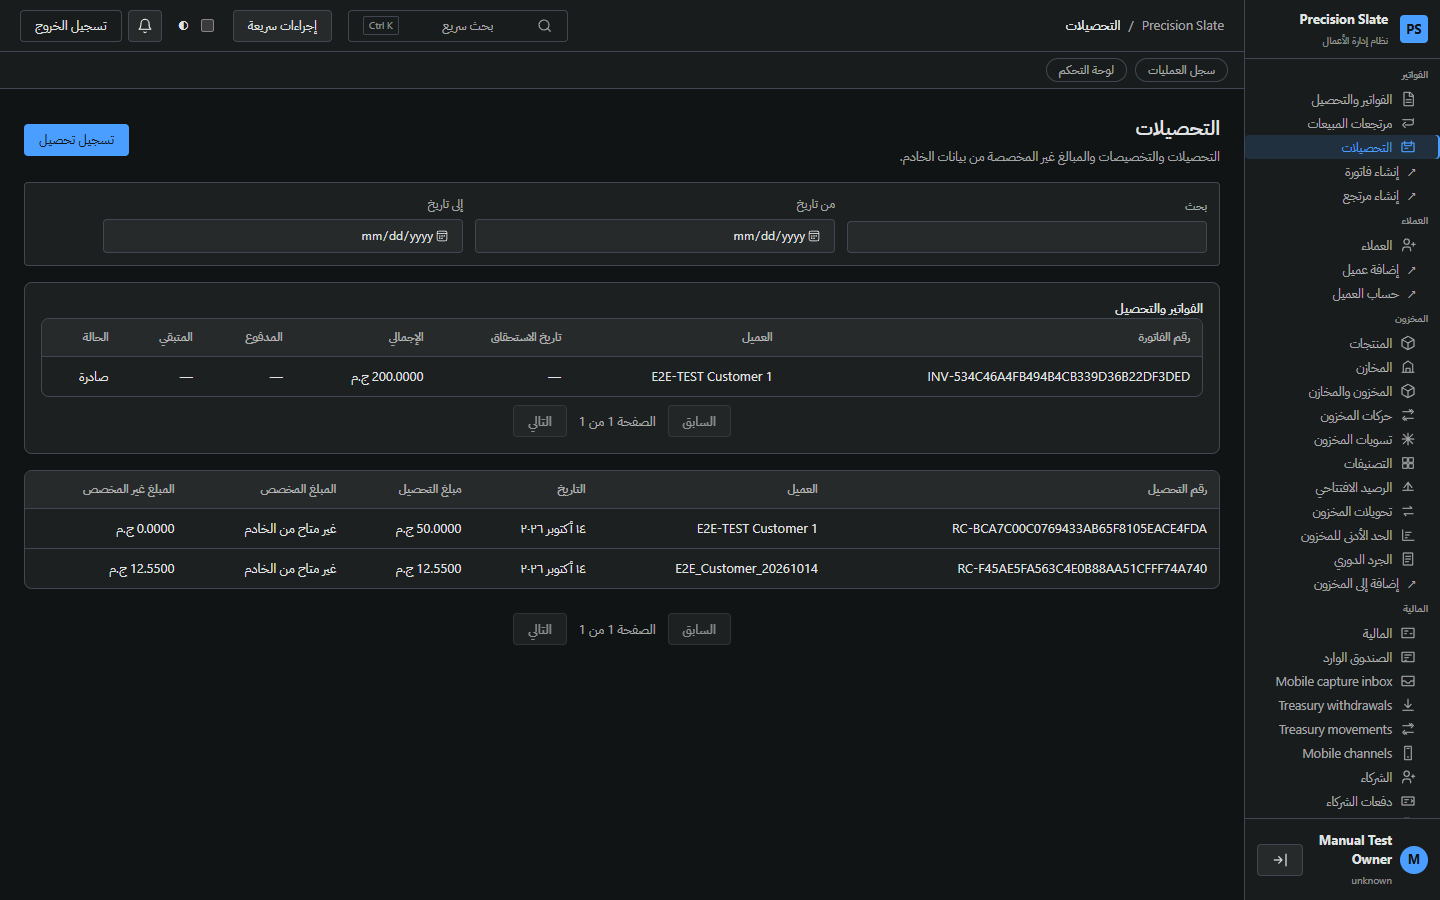 Precision Slate
PS
نظام إدارة الأعمال
Precision Slate / التحصيلات
بحث سريع Ctrl K
إجراءات سريعة
تسجيل الخروج
سجل العمليات
لوحة التحكم
الفواتير
الفواتير والتحصيل
مرتجعات المبيعات
التحصيلات
إنشاء فاتورة
إنشاء مرتجع
العملاء
العملاء
إضافة عميل
حساب العميل
المخزون
المنتجات
المخازن
المخزون والمخازن
حركات المخزون
تسويات المخزون
التصنيفات
الرصيد الافتتاحي
تحويلات المخزون
الحد الأدنى للمخزون
الجرد الدوري
إضافة إلى المخزون
المالية
المالية
الصندوق الوارد
Mobile capture inbox
Treasury withdrawals
Treasury movements
Mobile channels
الشركاء
دفعات الشركاء
Manual Test
Owner
M
unknown
التحصيلات
التحصيلات والتخصيصات والمبالغ غير المخصصة من بيانات الخادم.
تسجيل تحصيل
بحث
من تاريخ
إلى تاريخ
mm/dd/yyyy
mm/dd/yyyy
الفواتير والتحصيل
رقم الفاتورة العميل تاريخ الاستحقاق الإجمالي المدفوع المتبقي الحالة
INV-534C46A4FB494B4CB339D36B22DF3DED E2E-TEST Customer 1 — 200.0000 ج.م — — صادرة
السابق الصفحة 1 من 1 التالي
رقم التحصيل العميل التاريخ مبلغ التحصيل المبلغ المخصص المبلغ غير المخصص
RC-BCA7C00C0769433AB65F8105EACE4FDA E2E-TEST Customer 1 ١٤ أكتوبر ٢٠٢٦ 50.0000 ج.م غير متاح من الخادم 0.0000 ج.م
RC-F45AE5FA563C4E0B88AA51CFFF74A740 E2E_Customer_20261014 ١٤ أكتوبر ٢٠٢٦ 12.5500 ج.م غير متاح من الخادم 12.5500 ج.م
السابق الصفحة 1 من 1 التالي